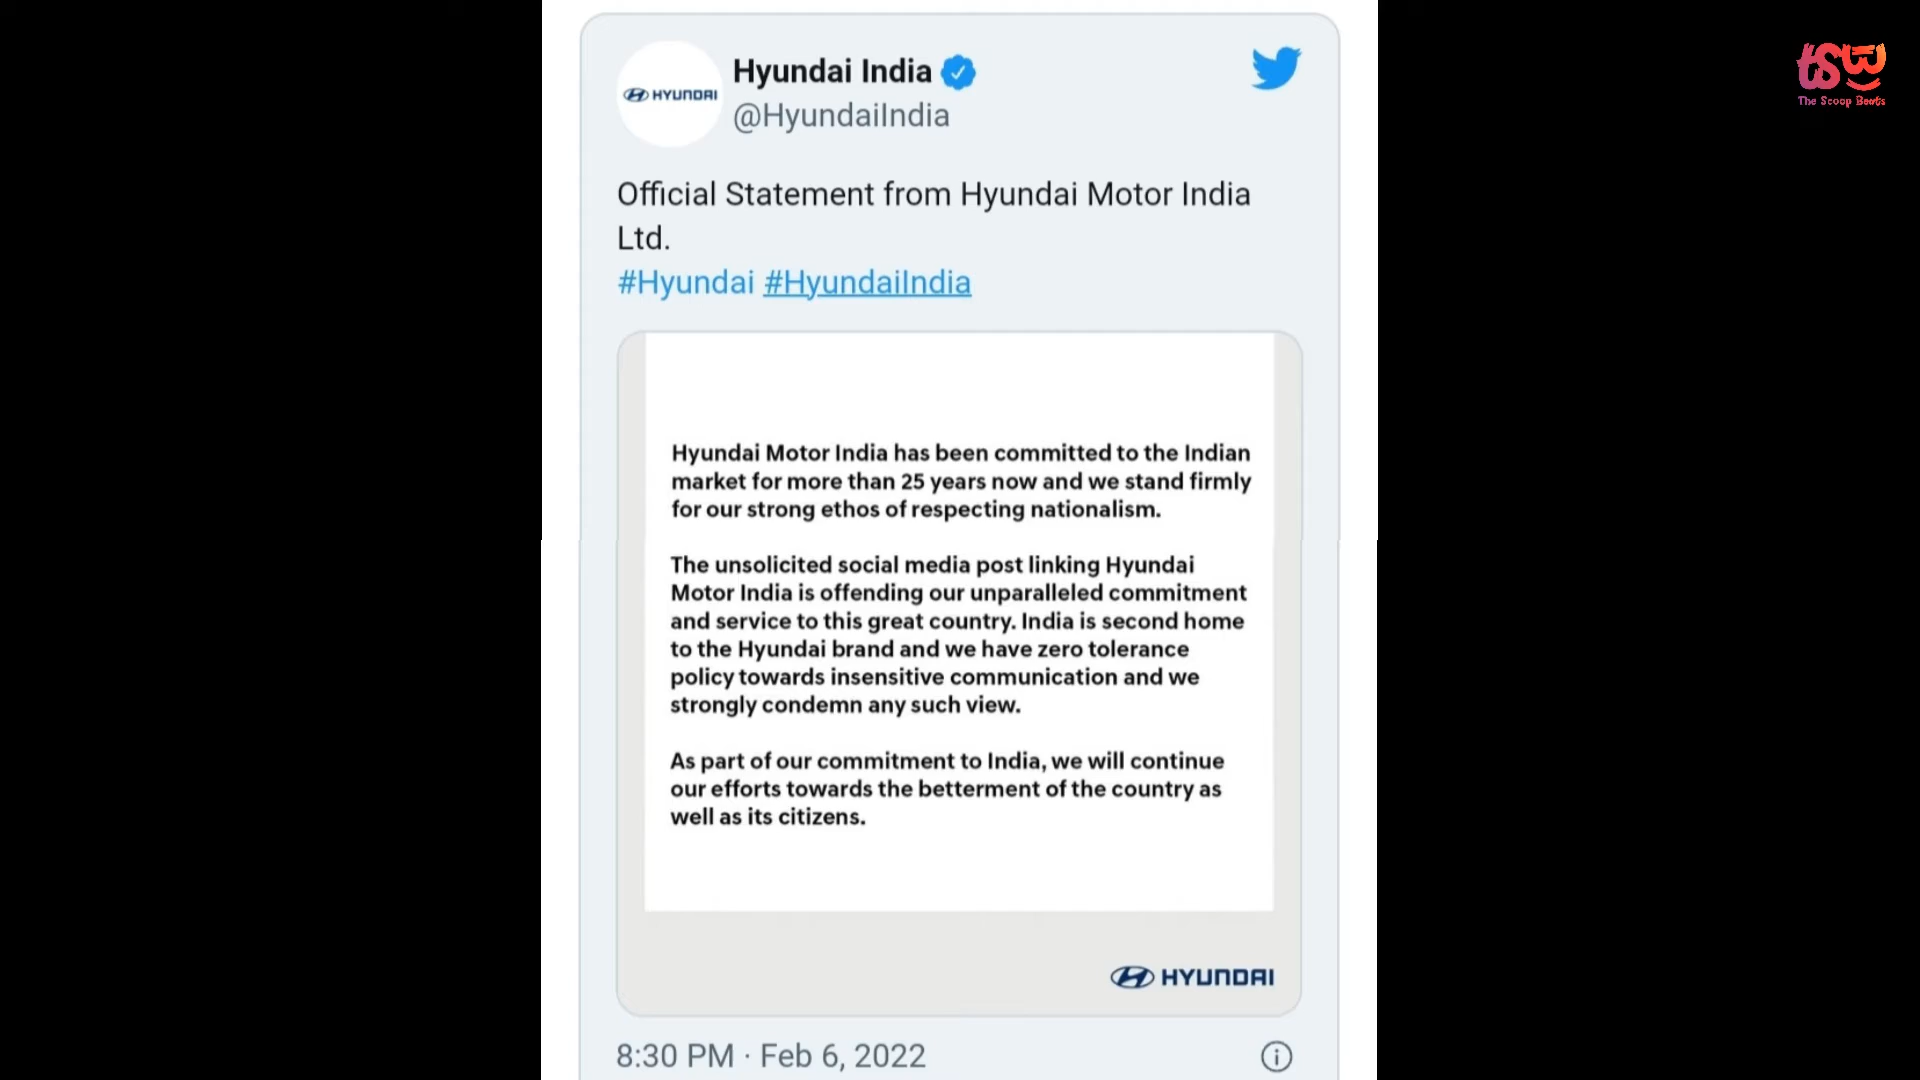 HYUNDAI
Hyundai India
@HyundaiIndia
Official Statement from Hyundai Motor India
Ltd.
#Hyundai #HyundaiIndia
Hyundai Motor India has been committed to the Indian
market for more than 25 years now and we stand firmly
for our strong ethos of respecting nationalism.
The unsolicited social media post linking Hyundai
Motor India is offending our unparalleled commitment
and service to this great country. India is second home
to the Hyundai brand and we have zero tolerance
policy towards insensitive communication and we
strongly condemn any such view.
As part of our commitment to India, we will continue
our efforts towards the betterment of the country as
well as its citizens.
HYUNDAI
8:30 PM · Feb 6, 2022
The Scoop Beats